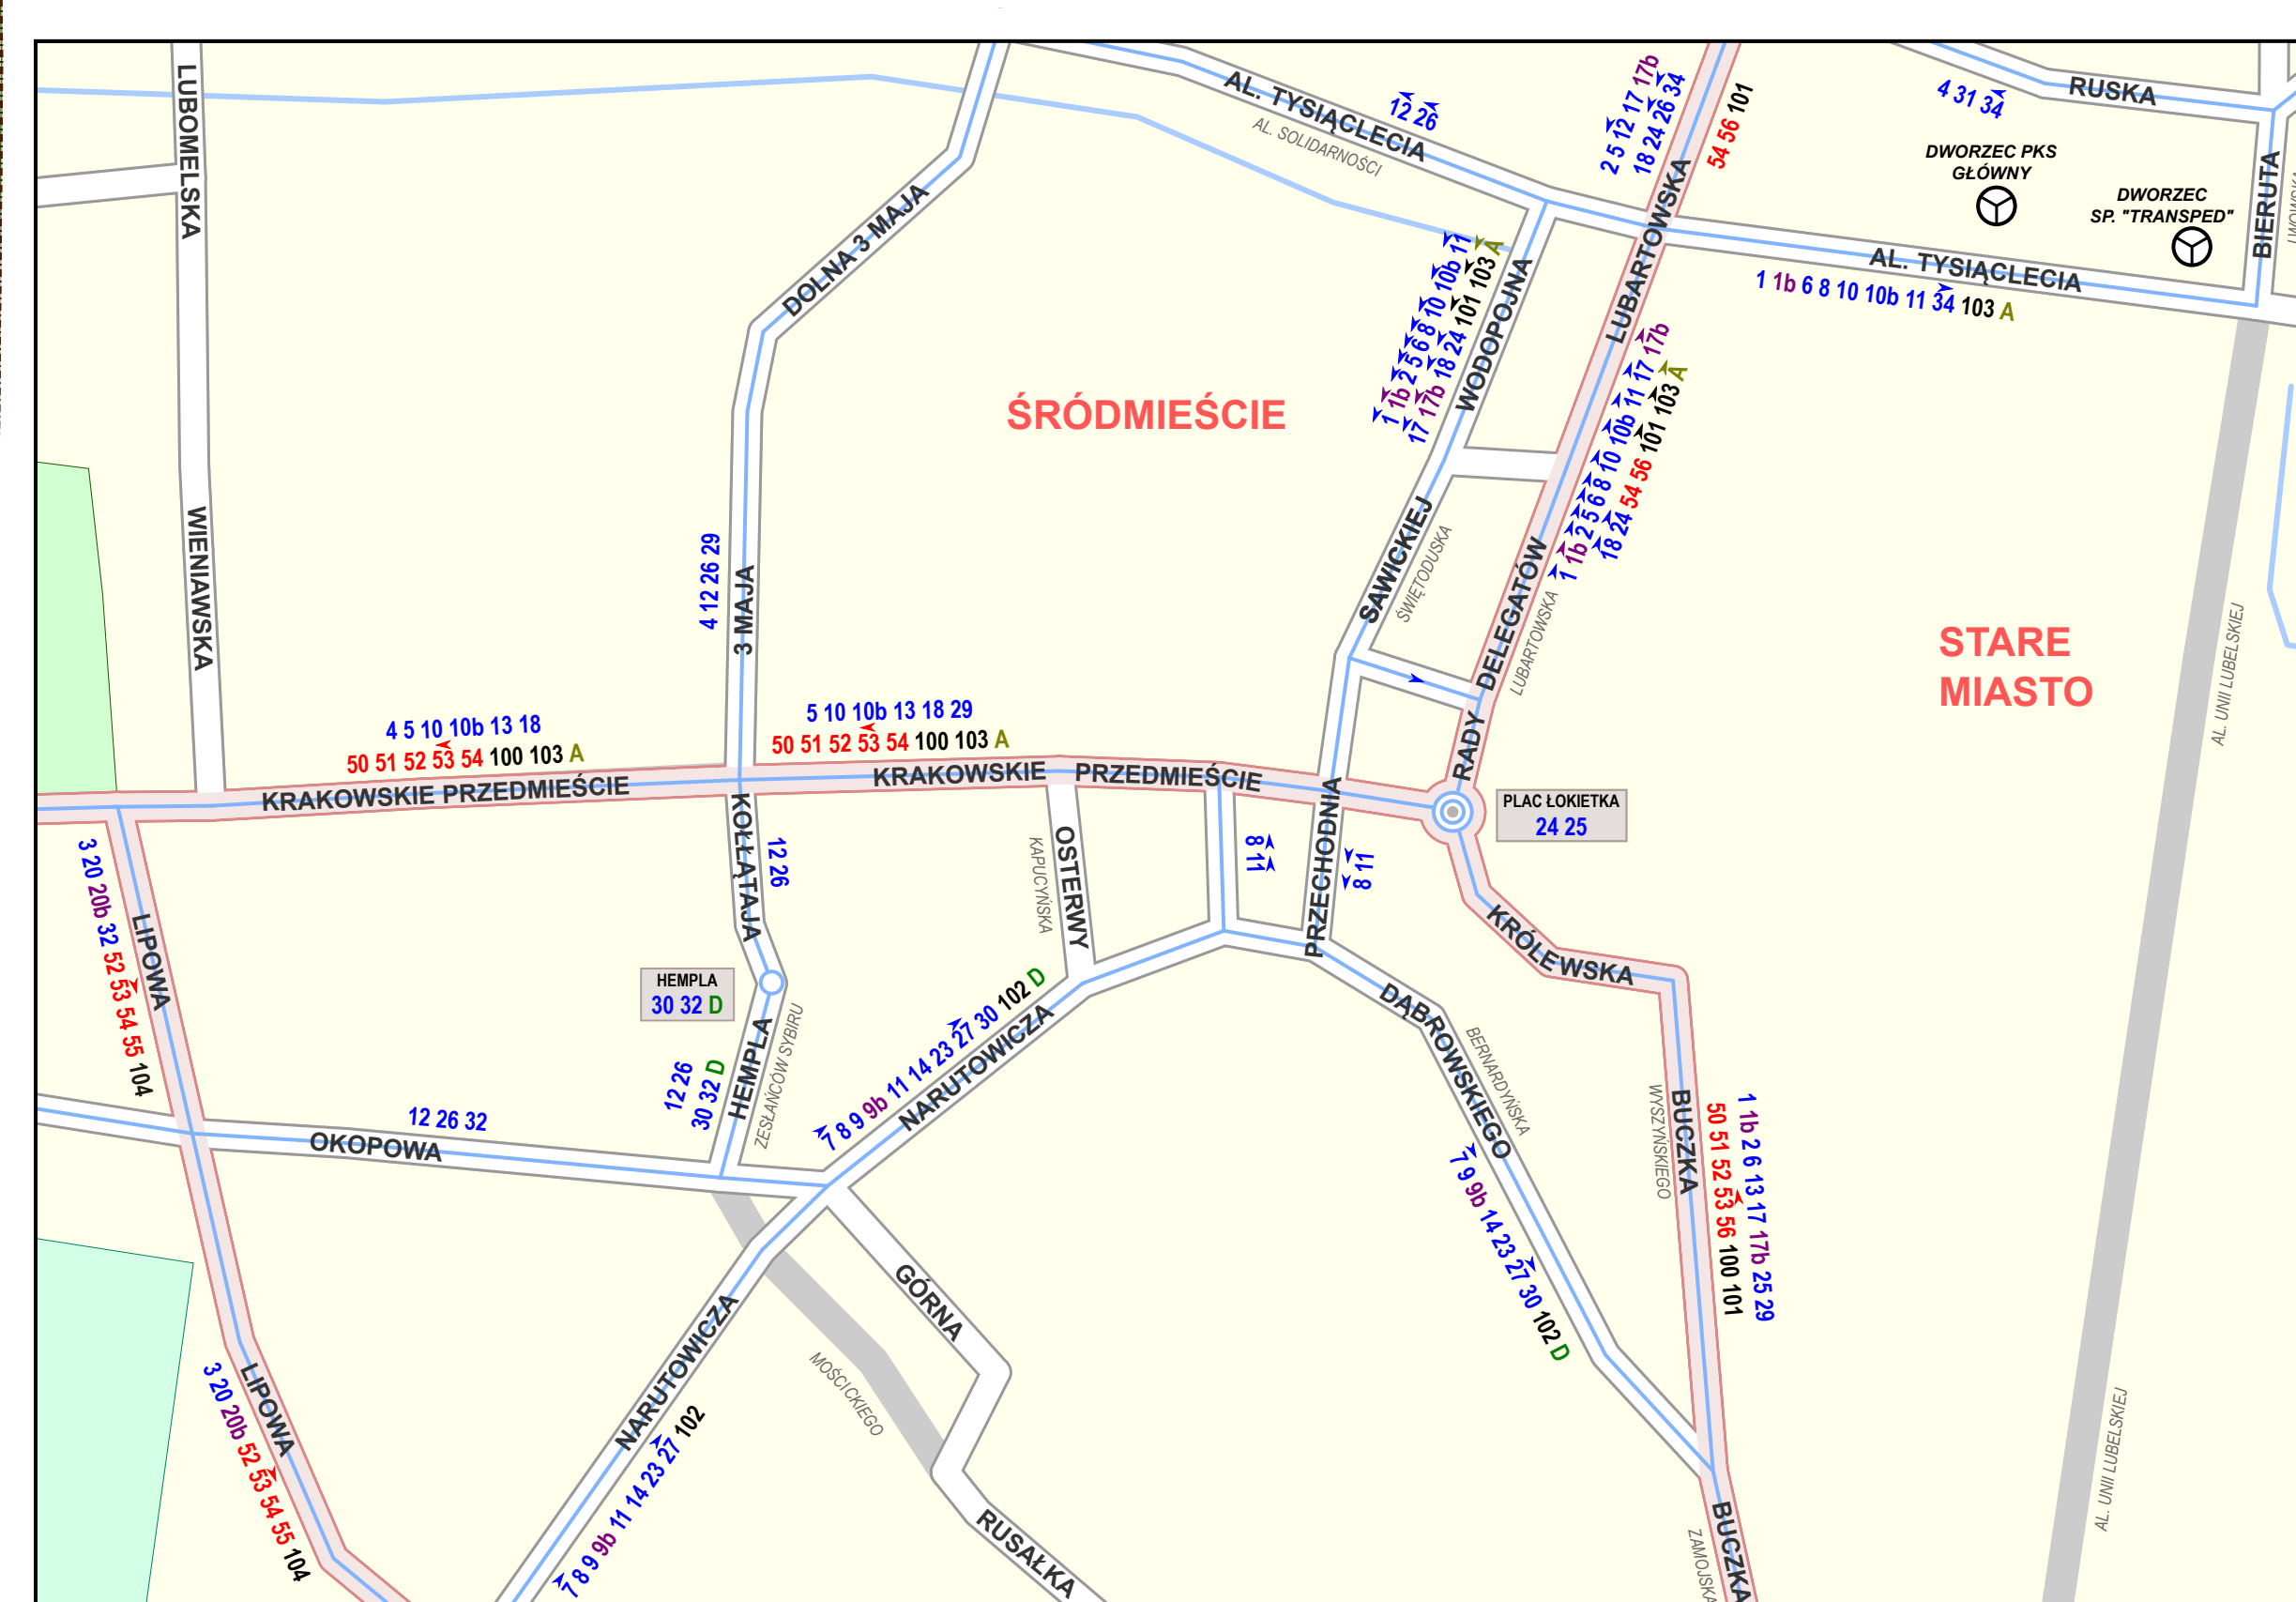 LUBOMELSKA
AL. TYSIĄCLECIA
AL. SOLIDARNOŚCI
12 26
2 5 12 17 17b
18 24 26 34
54 56 101
LUBARTOWSKA
4 31 34
RUSKA
DWORZEC PKS
GŁÓWNY
DWORZEC
SP. "TRANSPED"
BIERUTA
LWOWSKA
AL. TYSIĄCLECIA
1 1b 6 8 10 10b 11 34 103 A
DOLNA 3 MAJA
1 1b 2 5 6 8 10 10b 11
17 17b 18 24 101 103 A
WODOPOJNA
ŚRÓDMIEŚCIE
1 1b 2 5 6 8 10 10b 11 17 17b
18 24 54 56 101 103 A
WIENIAWSKA
4 12 26 29
3 MAJA
SAWICKIEJ
ŚWIĘTODUSKA
RADY DELEGATÓW
LUBARTOWSKA
STARE
MIASTO
AL. UNII LUBELSKIEJ
4 5 10 10b 13 18
50 51 52 53 54 100 103 A
KRAKOWSKIE PRZEDMIEŚCIE
5 10 10b 13 18 29
50 51 52 53 54 100 103 A
KRAKOWSKIE PRZEDMIEŚCIE
PLAC ŁOKIETKA
24 25
3 20 20b 32 52 53 54 55 104
LIPOWA
KOŁŁĄTAJA
12 26
KAPUCYŃSKA
OSTERWY
8 11
PRZECHODNIA
8 11
KRÓLEWSKA
HEMPLA
30 32 D
12 26
30 32 D
HEMPLA
ZESŁAŃCÓW SYBIRU
7 8 9 9b 11 14 23 27 30 102 D
NARUTOWICZA
DĄBROWSKIEGO
BERNARDYŃSKA
7 9 9b 14 23 27 30 102 D
WYSZYŃSKIEGO
BUCZKA
1 1b 2 6 13 17 17b 25 29
50 51 52 53 56 100 101
12 26 32
OKOPOWA
GÓRNA
MOŚCICKIEGO
NARUTOWICZA
7 8 9 9b 11 14 23 27 102
LIPOWA
3 20 20b 52 53 54 55 104
RUSAŁKA
ZAMOJSKA
BUCZKA
AL. UNII LUBELSKIEJ